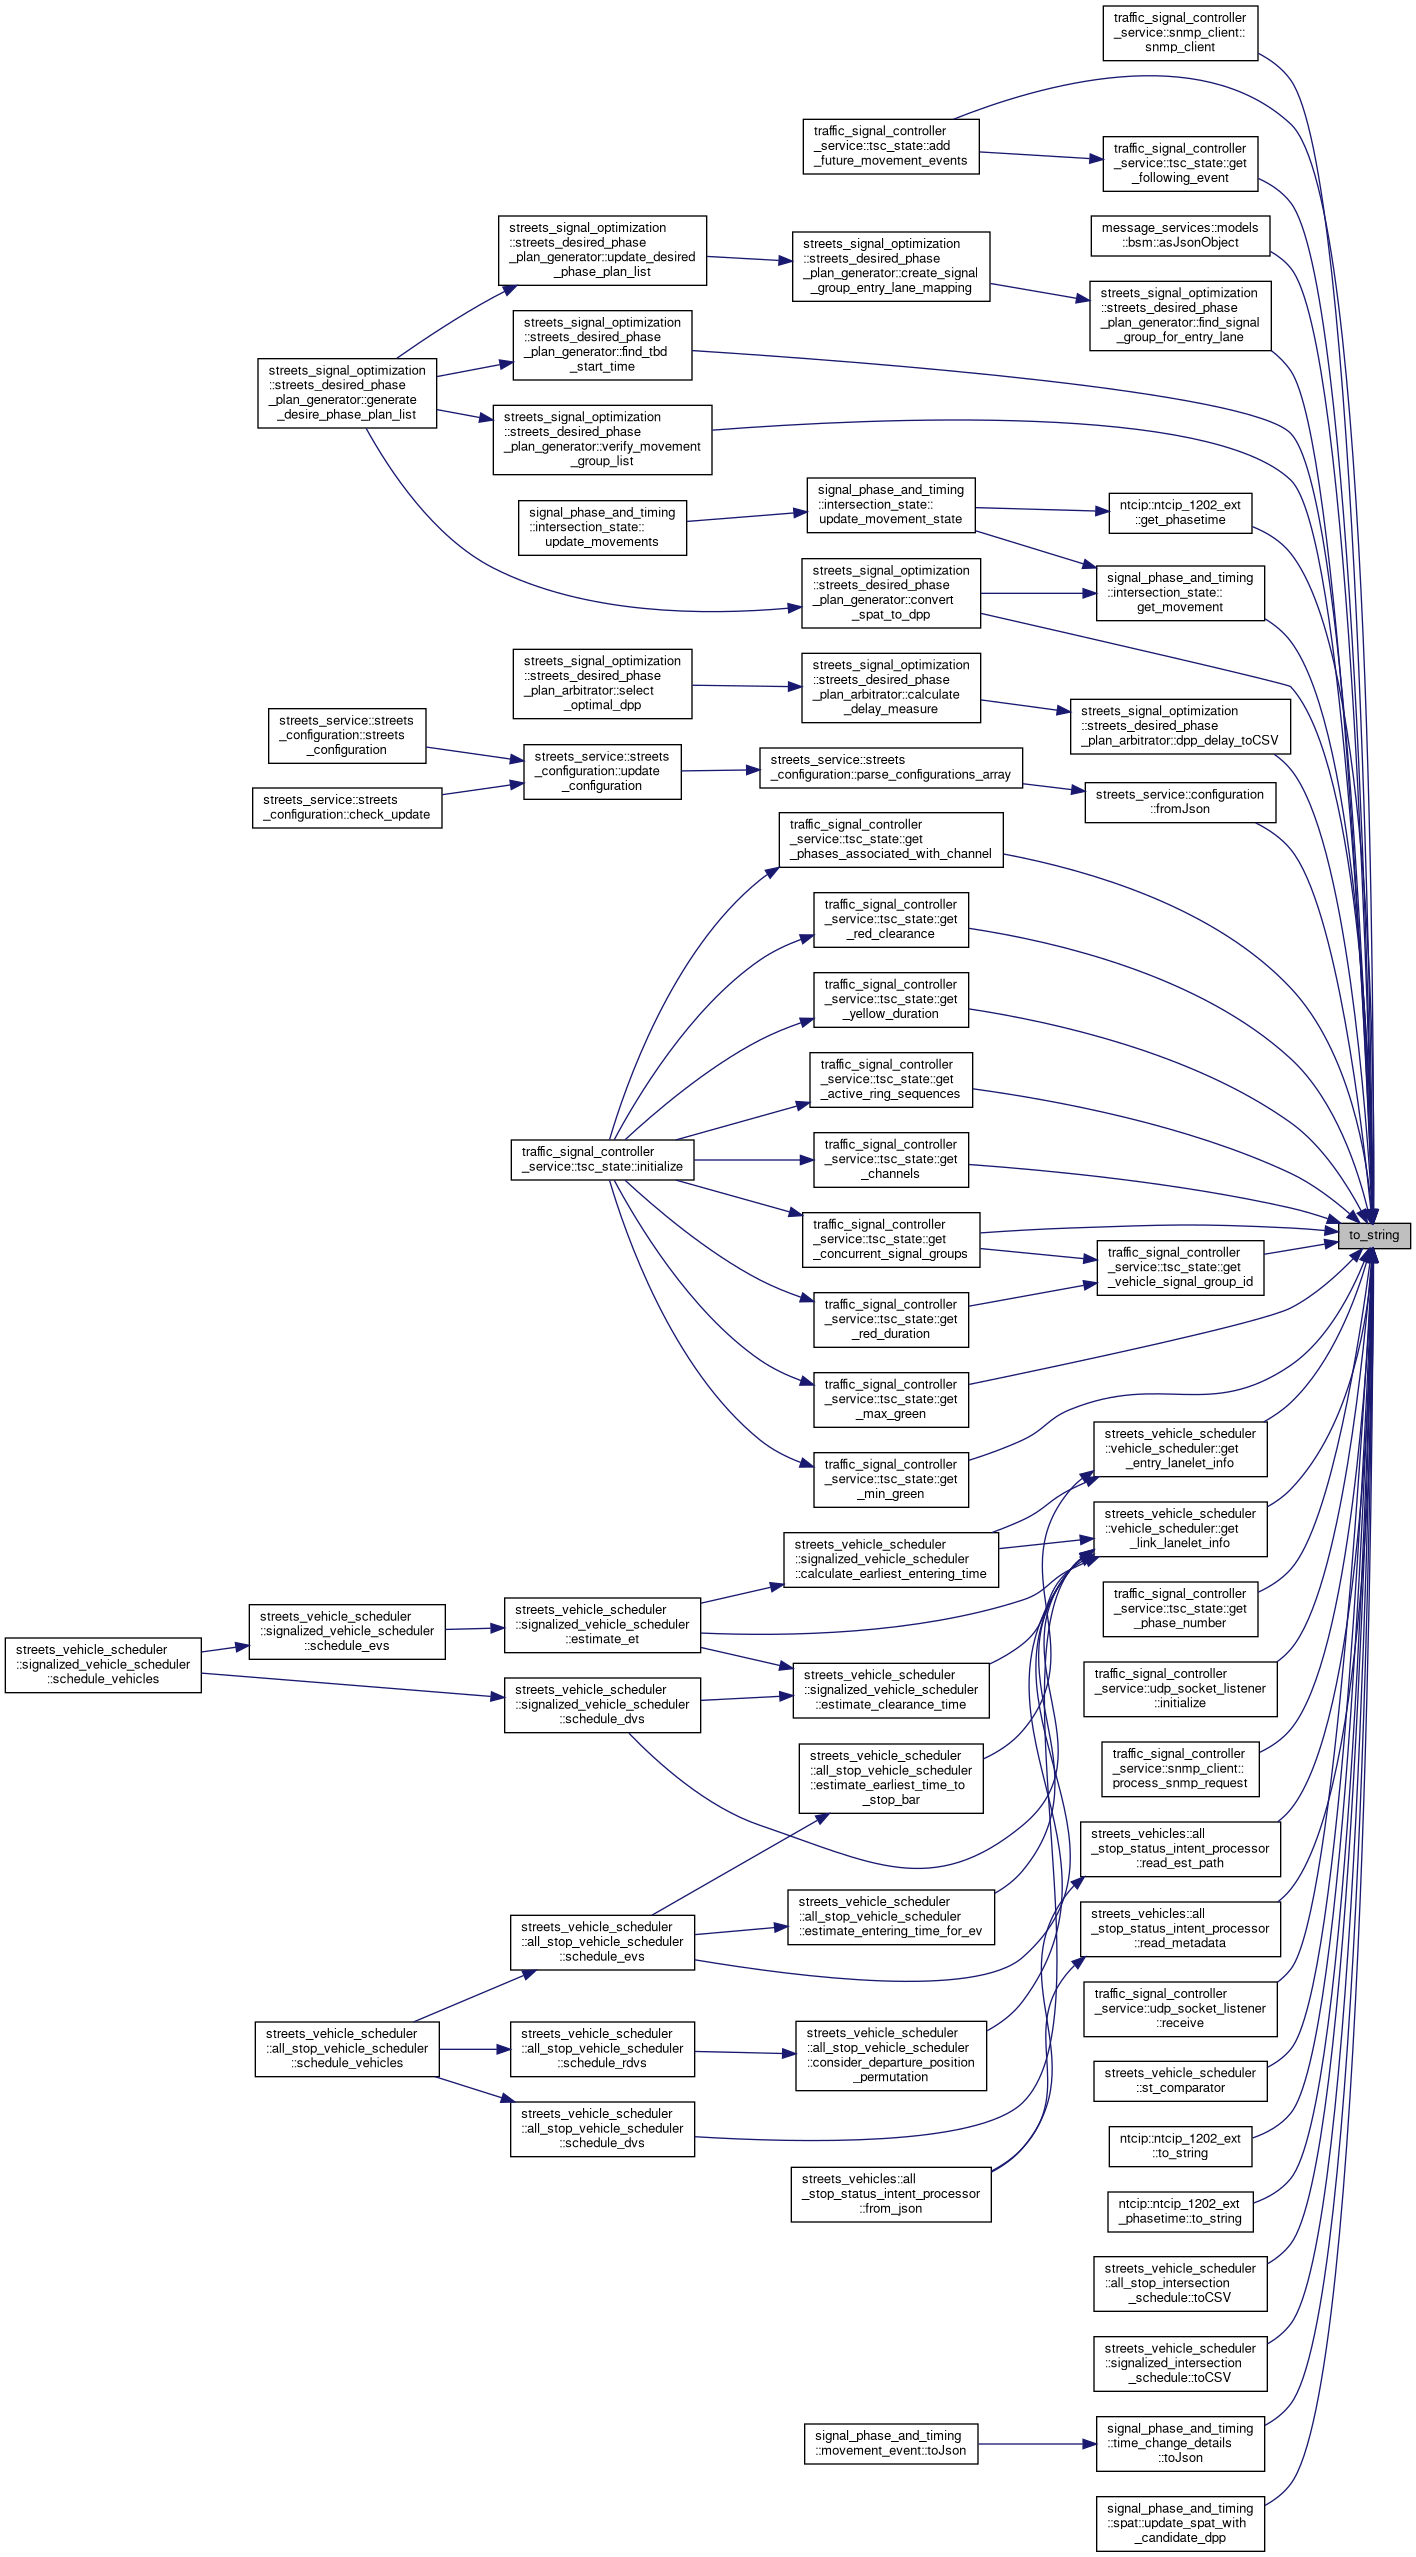 traffic_signal_controller
_service::snmp_client::
snmp_client
traffic_signal_controller
_service::tsc_state::add
_future_movement_events
traffic_signal_controller
_service::tsc_state::get
_following_event
message_services::models
::bsm::asJsonObject
streets_signal_optimization
::streets_desired_phase
_plan_generator::update_desired
_phase_plan_list
streets_signal_optimization
::streets_desired_phase
_plan_generator::create_signal
_group_entry_lane_mapping
streets_signal_optimization
::streets_desired_phase
_plan_generator::find_signal
_group_for_entry_lane
streets_signal_optimization
::streets_desired_phase
_plan_generator::find_tbd
_start_time
streets_signal_optimization
::streets_desired_phase
_plan_generator::generate
_desire_phase_plan_list
streets_signal_optimization
::streets_desired_phase
_plan_generator::verify_movement
_group_list
signal_phase_and_timing
::intersection_state::
update_movements
signal_phase_and_timing
::intersection_state::
update_movement_state
ntcip::ntcip_1202_ext
::get_phasetime
streets_signal_optimization
::streets_desired_phase
_plan_generator::convert
_spat_to_dpp
signal_phase_and_timing
::intersection_state::
get_movement
streets_signal_optimization
::streets_desired_phase
_plan_arbitrator::select
_optimal_dpp
streets_signal_optimization
::streets_desired_phase
_plan_arbitrator::calculate
_delay_measure
streets_signal_optimization
::streets_desired_phase
_plan_arbitrator::dpp_delay_toCSV
streets_service::streets
_configuration::streets
_configuration
streets_service::streets
_configuration::update
_configuration
streets_service::streets
_configuration::parse_configurations_array
streets_service::configuration
::fromJson
streets_service::streets
_configuration::check_update
traffic_signal_controller
_service::tsc_state::get
_phases_associated_with_channel
traffic_signal_controller
_service::tsc_state::get
_red_clearance
traffic_signal_controller
_service::tsc_state::get
_yellow_duration
traffic_signal_controller
_service::tsc_state::get
_active_ring_sequences
traffic_signal_controller
_service::tsc_state::initialize
traffic_signal_controller
_service::tsc_state::get
_channels
traffic_signal_controller
_service::tsc_state::get
_concurrent_signal_groups
to_string
traffic_signal_controller
_service::tsc_state::get
_vehicle_signal_group_id
traffic_signal_controller
_service::tsc_state::get
_red_duration
traffic_signal_controller
_service::tsc_state::get
_max_green
traffic_signal_controller
_service::tsc_state::get
_min_green
streets_vehicle_scheduler
::vehicle_scheduler::get
_entry_lanelet_info
streets_vehicle_scheduler
::vehicle_scheduler::get
_link_lanelet_info
streets_vehicle_scheduler
::signalized_vehicle_scheduler
::calculate_earliest_entering_time
streets_vehicle_scheduler
::signalized_vehicle_scheduler
::schedule_vehicles
streets_vehicle_scheduler
::signalized_vehicle_scheduler
::schedule_evs
streets_vehicle_scheduler
::signalized_vehicle_scheduler
::estimate_et
traffic_signal_controller
_service::tsc_state::get
_phase_number
streets_vehicle_scheduler
::signalized_vehicle_scheduler
::schedule_dvs
streets_vehicle_scheduler
::signalized_vehicle_scheduler
::estimate_clearance_time
traffic_signal_controller
_service::udp_socket_listener
::initialize
streets_vehicle_scheduler
::all_stop_vehicle_scheduler
::estimate_earliest_time_to
_stop_bar
traffic_signal_controller
_service::snmp_client::
process_snmp_request
streets_vehicles::all
_stop_status_intent_processor
::read_est_path
streets_vehicle_scheduler
::all_stop_vehicle_scheduler
::estimate_entering_time_for_ev
streets_vehicles::all
_stop_status_intent_processor
::read_metadata
streets_vehicle_scheduler
::all_stop_vehicle_scheduler
::schedule_evs
traffic_signal_controller
_service::udp_socket_listener
::receive
streets_vehicle_scheduler
::all_stop_vehicle_scheduler
::schedule_vehicles
streets_vehicle_scheduler
::all_stop_vehicle_scheduler
::schedule_rdvs
streets_vehicle_scheduler
::all_stop_vehicle_scheduler
::consider_departure_position
_permutation
streets_vehicle_scheduler
::st_comparator
streets_vehicle_scheduler
::all_stop_vehicle_scheduler
::schedule_dvs
ntcip::ntcip_1202_ext
::to_string
streets_vehicles::all
_stop_status_intent_processor
::from_json
ntcip::ntcip_1202_ext
_phasetime::to_string
streets_vehicle_scheduler
::all_stop_intersection
_schedule::toCSV
streets_vehicle_scheduler
::signalized_intersection
_schedule::toCSV
signal_phase_and_timing
::movement_event::toJson
signal_phase_and_timing
::time_change_details
::toJson
signal_phase_and_timing
::spat::update_spat_with
_candidate_dpp